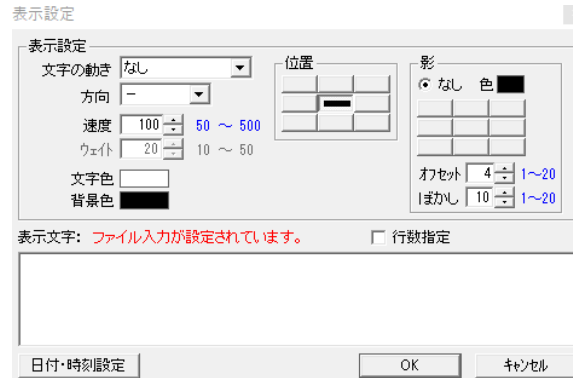 表示設定
表示設定
文字の動き なし
方向 －
速度 100 50 ～ 500
ウェイト 20 10 ～ 50
文字色
背景色
位置
影
なし 色
オフセット 4 1～20
ぼかし 10 1～20
表示文字: ファイル入力が設定されています。 行数指定
日付・時刻設定 OK キャンセル